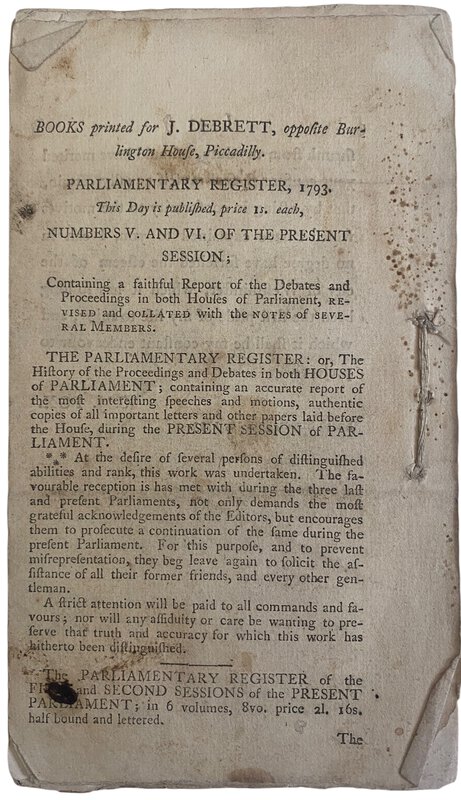 BOOKS printed for J. DEBRETT, oppoſite Bur-
lington Houſe, Piccadilly.
PARLIAMENTARY REGISTER, 1793.
This Day is publiſhed, price 1s. each,
NUMBERS V. AND VI. OF THE PRESENT
SESSION;
Containing a faithful Report of the Debates and
Proceedings in both Houſes of Parliament, RE-
VISED and COLLATED with the NOTES of SEVE-
RAL MEMBERS.
THE PARLIAMENTARY REGISTER: or, The
Hiſtory of the Proceedings and Debates in both HOUSES
of PARLIAMENT; containing an accurate report of
the moſt intereſting ſpeeches and motions, authentic
copies of all important letters and other papers laid before
the Houſe, during the PRESENT SESSION of PAR-
LIAMENT.
*⁎* At the deſire of ſeveral perſons of diſtinguiſhed
abilities and rank, this work was undertaken. The fa-
vourable reception is has met with during the three laſt
and preſent Parliaments, not only demands the moſt
grateful acknowledgements of the Editors, but encourages
them to proſecute a continuation of the ſame during the
preſent Parliament. For this purpoſe, and to prevent
miſrepreſentation, they beg leave again to ſolicit the aſ-
ſiſtance of all their former friends, and every other gen-
tleman.
A ſtrict attention will be paid to all commands and fa-
vours; nor will any aſſiduity or care be wanting to pre-
ſerve that truth and accuracy for which this work has
hitherto been diſtinguiſhed.
The PARLIAMENTARY REGISTER of the
and SECOND SESSIONS of the PRESENT
PARLIAMENT; in 6 volumes, 8vo. price 2l. 16s.
half bound and lettered.
The